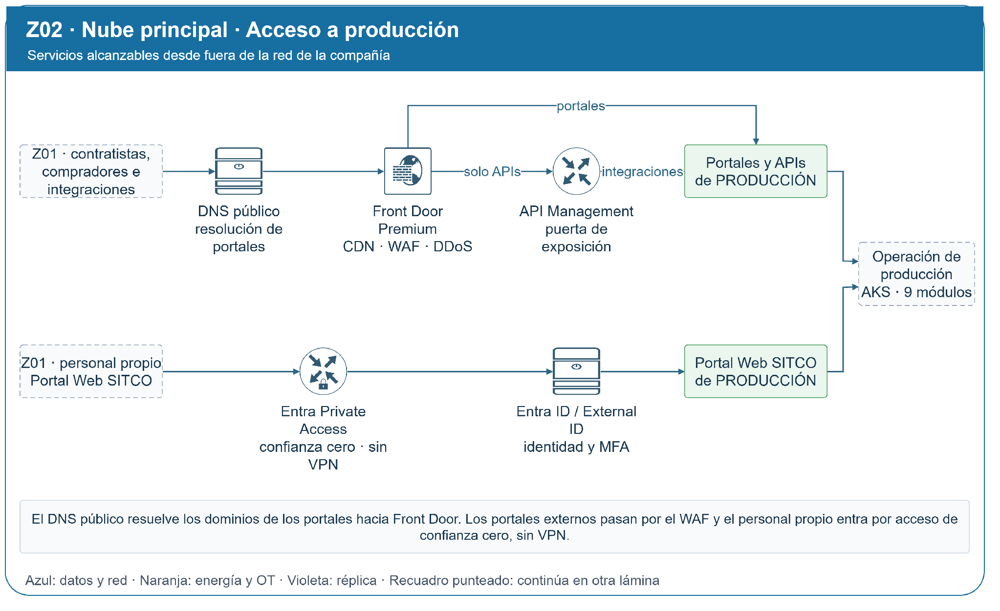 Z02 · Nube principal · Acceso a producción
Servicios alcanzables desde fuera de la red de la compañía
portales
Z01 · contratistas,
compradores e
integraciones
solo APIs
integraciones
Portales y APIs
de PRODUCCIÓN
DNS público
resolución de
portales
Front Door
Premium
CDN · WAF · DDoS
API Management
puerta de
exposición
Operación de
producción
AKS · 9 módulos
Z01 · personal propio
Portal Web SITCO
Portal Web SITCO
de PRODUCCIÓN
Entra Private
Access
confianza cero · sin
VPN
Entra ID / External
ID
identidad y MFA
El DNS público resuelve los dominios de los portales hacia Front Door. Los portales externos pasan por el WAF y el personal propio entra por acceso de
confianza cero, sin VPN.
Azul: datos y red · Naranja: energía y OT · Violeta: réplica · Recuadro punteado: continúa en otra lámina